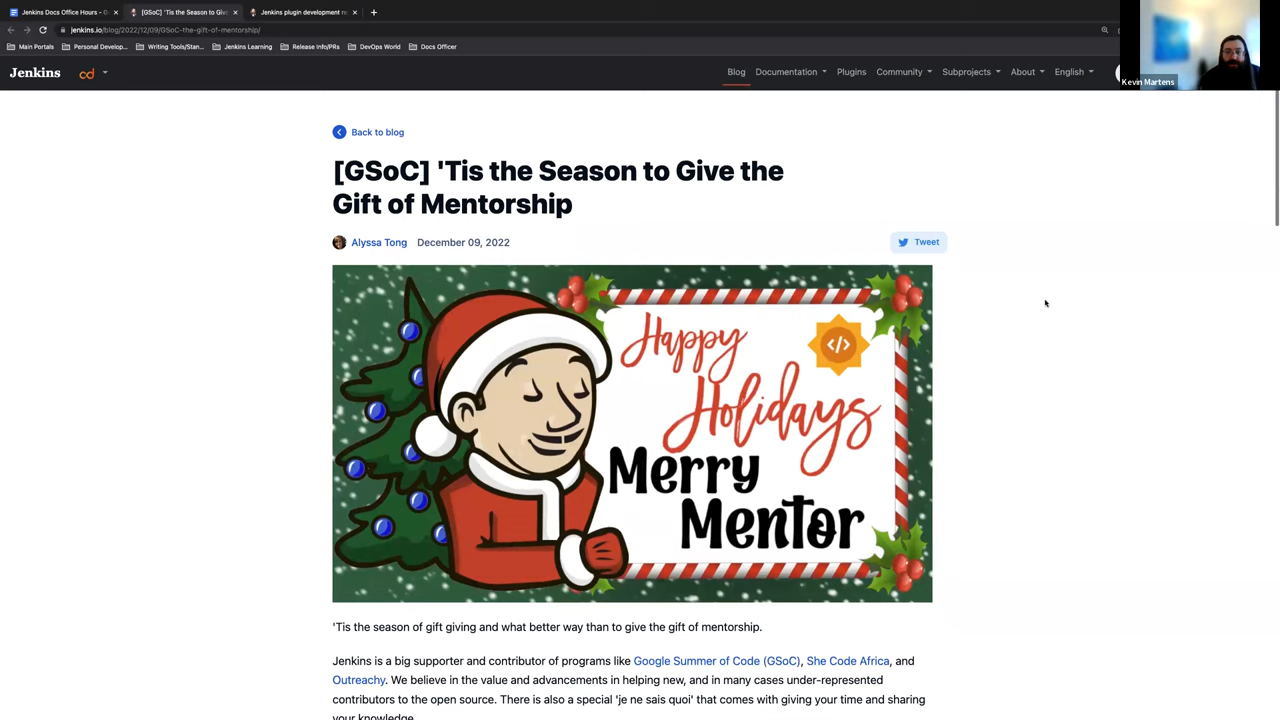 Jenkins Docs Office Hours - G
[GSoC] 'Tis the Season to Give
Jenkins plugin development
jenkins.io/blog/2022/12/09/GSoC-the-gift-of-mentorship/
Main Portals
Personal Develop...
Writing Tools/Stan...
Jenkins Learning
Release Info/PRs
DevOps World
Docs Officer
Kevin Martens
Jenkins
cd
Blog
Documentation
Plugins
Community
Subprojects
About
English
Back to blog
[GSoC] 'Tis the Season to Give the
Gift of Mentorship
Alyssa Tong December 09, 2022
Tweet
Happy
Holidays
Merry
Mentor
</>
'Tis the season of gift giving and what better way than to give the gift of mentorship.
Jenkins is a big supporter and contributor of programs like Google Summer of Code (GSoC), She Code Africa, and
Outreachy. We believe in the value and advancements in helping new, and in many cases under-represented
contributors to the open source. There is also a special 'je ne sais quoi' that comes with giving your time and sharing
your knowledge.